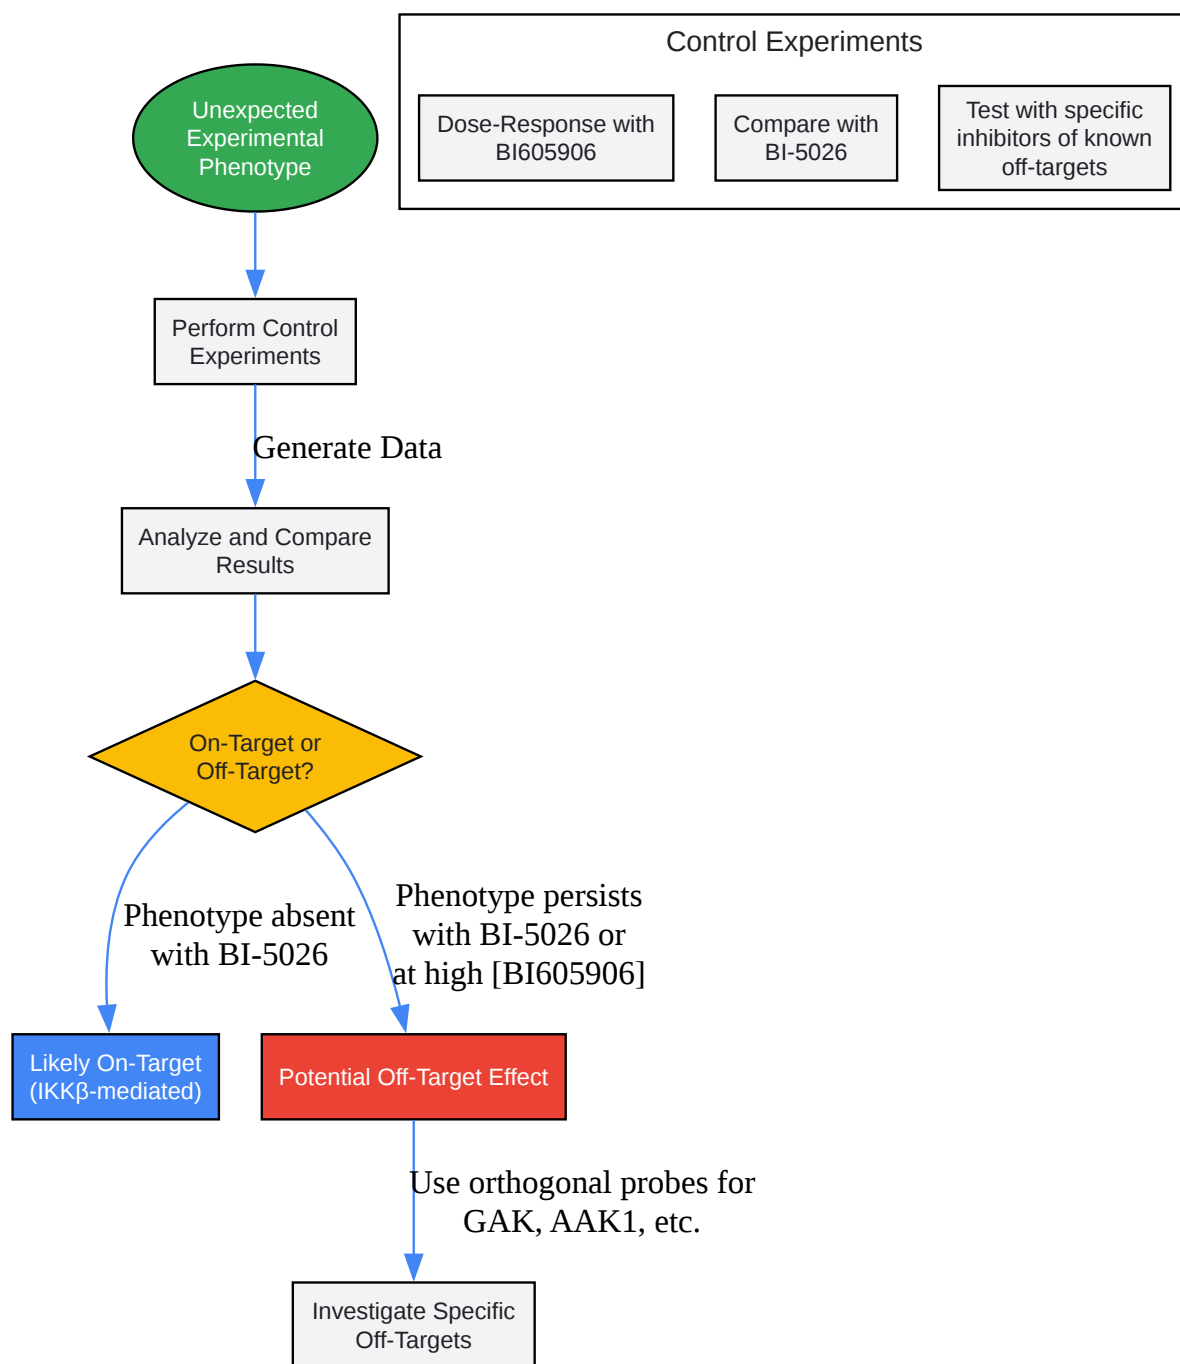 Control Experiments
Unexpected
Experimental
Phenotype
Dose-Response with
BI605906
Compare with
BI-5026
Test with specific
inhibitors of known
off-targets
Perform Control
Experiments
Generate Data
Analyze and Compare
Results
On-Target or
Off-Target?
Phenotype absent
with BI-5026
Phenotype persists
with BI-5026 or
at high [BI605906]
Likely On-Target
(IKKβ-mediated)
Potential Off-Target Effect
Use orthogonal probes for
GAK, AAK1, etc.
Investigate Specific
Off-Targets